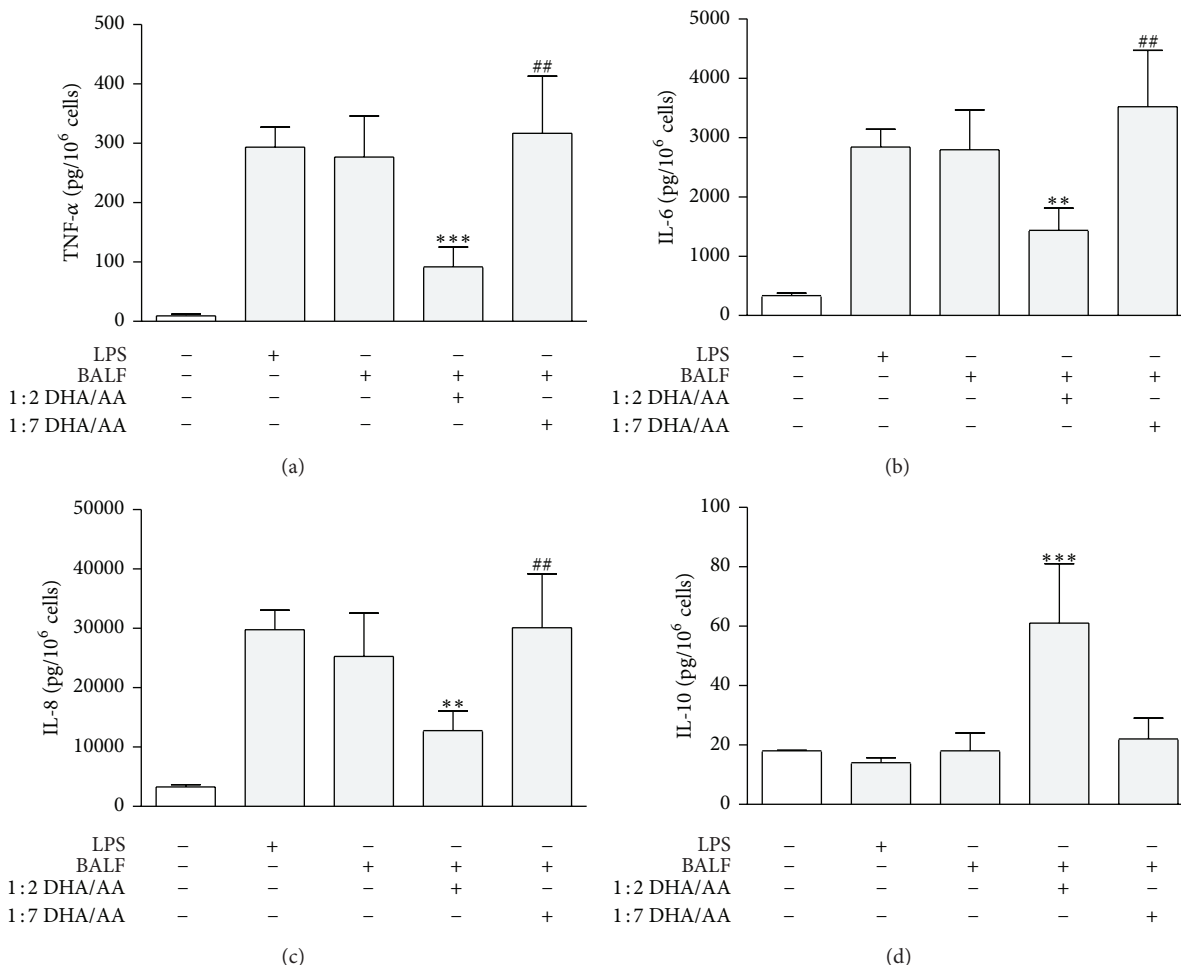 500
400
300
200
100
0
TNF-α (pg/10⁶ cells)
***
##
LPS − + − − −
BALF − − + + +
1:2 DHA/AA − − − + −
1:7 DHA/AA − − − − +
(a)
5000
4000
3000
2000
1000
0
IL-6 (pg/10⁶ cells)
**
##
LPS − + − − −
BALF − − + + +
1:2 DHA/AA − − − + −
1:7 DHA/AA − − − − +
(b)
50000
40000
30000
20000
10000
0
IL-8 (pg/10⁶ cells)
**
##
LPS − + − − −
BALF − − + + +
1:2 DHA/AA − − − + −
1:7 DHA/AA − − − − +
(c)
100
80
60
40
20
0
IL-10 (pg/10⁶ cells)
***
LPS − + − − −
BALF − − + + +
1:2 DHA/AA − − − + −
1:7 DHA/AA − − − − +
(d)